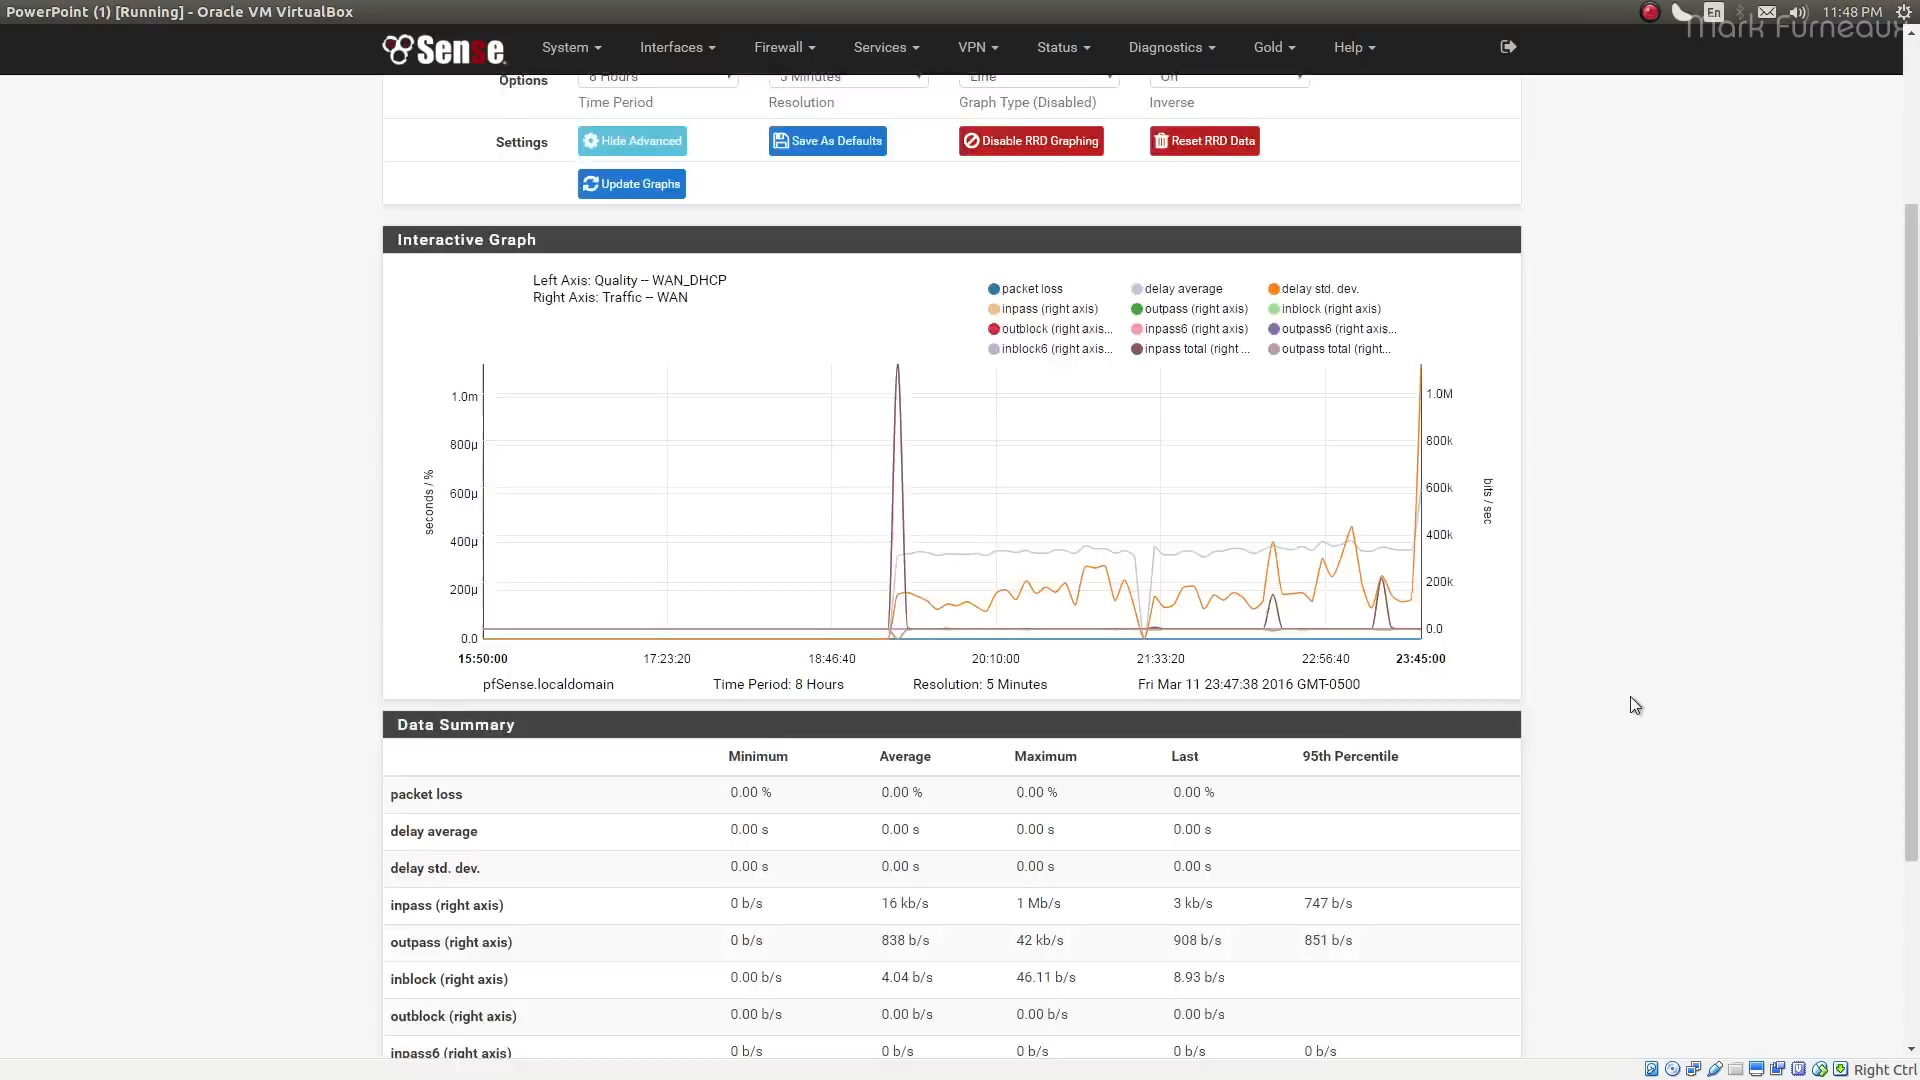 PowerPoint (1) [Running] - Oracle VM VirtualBox
En
11:48 PM
Mark Furneaux
Sense
System
Interfaces
Firewall
Services
VPN
Status
Diagnostics
Gold
Help
Options
8 Hours
5 Minutes
Line
Off
Time Period
Resolution
Graph Type (Disabled)
Inverse
Settings
Hide Advanced
Save As Defaults
Disable RRD Graphing
Reset RRD Data
Update Graphs
Interactive Graph
Left Axis: Quality -- WAN_DHCP
Right Axis: Traffic -- WAN
packet loss
delay average
delay std. dev.
inpass (right axis)
outpass (right axis)
inblock (right axis)
outblock (right axis...
inpass6 (right axis)
outpass6 (right axis...
inblock6 (right axis...
inpass total (right ...
outpass total (right...
seconds / %
1.0m
800µ
600µ
400µ
200µ
0.0
1.0M
800k
600k
400k
200k
0.0
bits / sec
15:50:00
17:23:20
18:46:40
20:10:00
21:33:20
22:56:40
23:45:00
pfSense.localdomain
Time Period: 8 Hours
Resolution: 5 Minutes
Fri Mar 11 23:47:38 2016 GMT-0500
Data Summary
Minimum Average Maximum Last 95th Percentile
packet loss 0.00 % 0.00 % 0.00 % 0.00 %
delay average 0.00 s 0.00 s 0.00 s 0.00 s
delay std. dev. 0.00 s 0.00 s 0.00 s 0.00 s
inpass (right axis) 0 b/s 16 kb/s 1 Mb/s 3 kb/s 747 b/s
outpass (right axis) 0 b/s 838 b/s 42 kb/s 908 b/s 851 b/s
inblock (right axis) 0.00 b/s 4.04 b/s 46.11 b/s 8.93 b/s
outblock (right axis) 0.00 b/s 0.00 b/s 0.00 b/s 0.00 b/s
inpass6 (right axis) 0 b/s 0 b/s 0 b/s 0 b/s 0 b/s
Right Ctrl